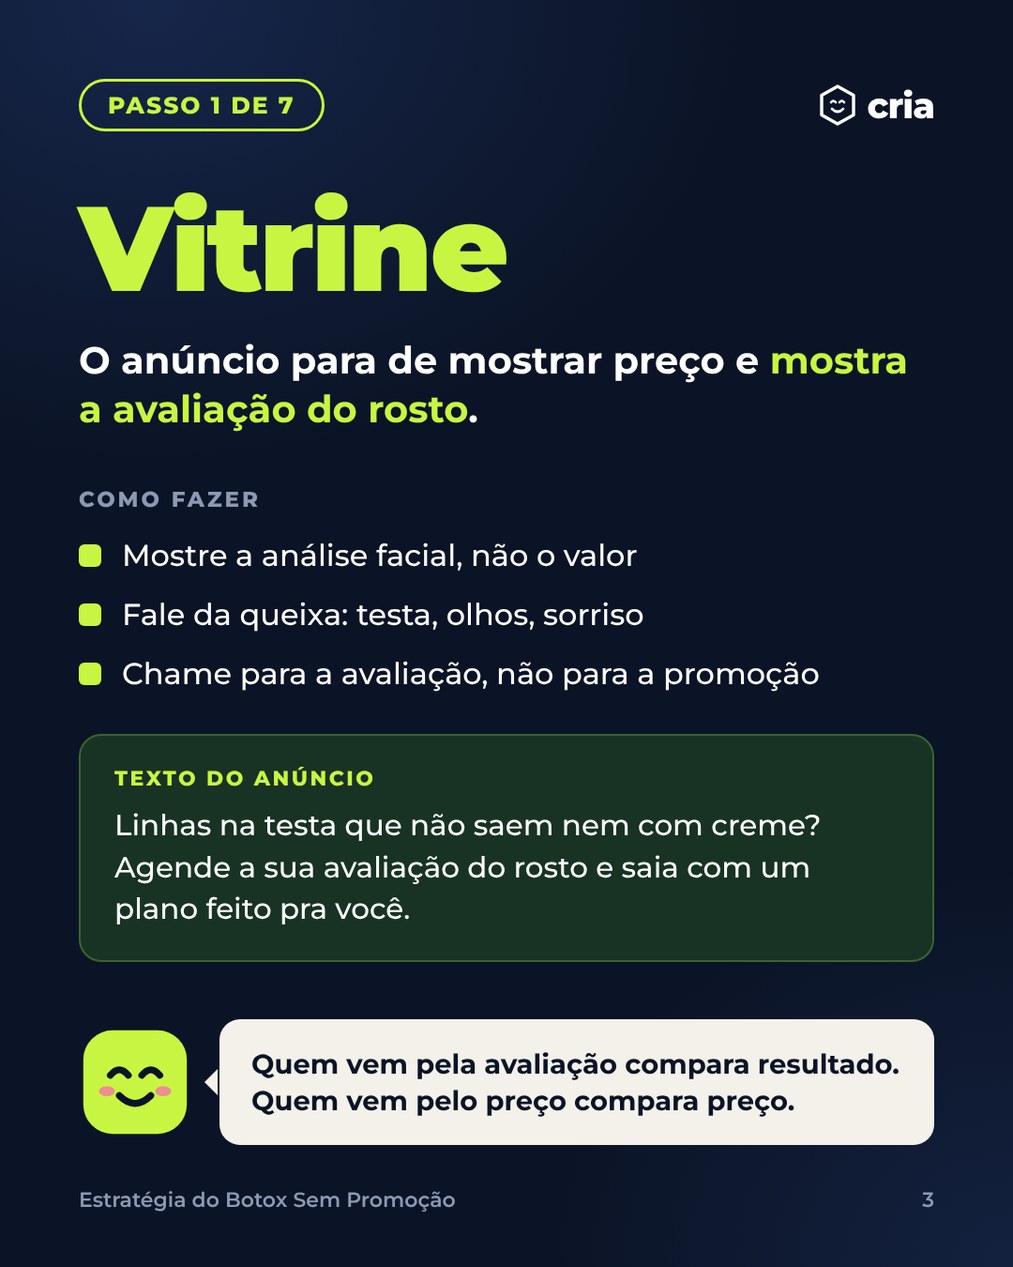 PASSO 1 DE 7
cria
Vitrine
O anúncio para de mostrar preço e mostra
a avaliação do rosto.
COMO FAZER
Mostre a análise facial, não o valor
Fale da queixa: testa, olhos, sorriso
Chame para a avaliação, não para a promoção
TEXTO DO ANÚNCIO
Linhas na testa que não saem nem com creme?
Agende a sua avaliação do rosto e saia com um
plano feito pra você.
Quem vem pela avaliação compara resultado.
Quem vem pelo preço compara preço.
Estratégia do Botox Sem Promoção
3